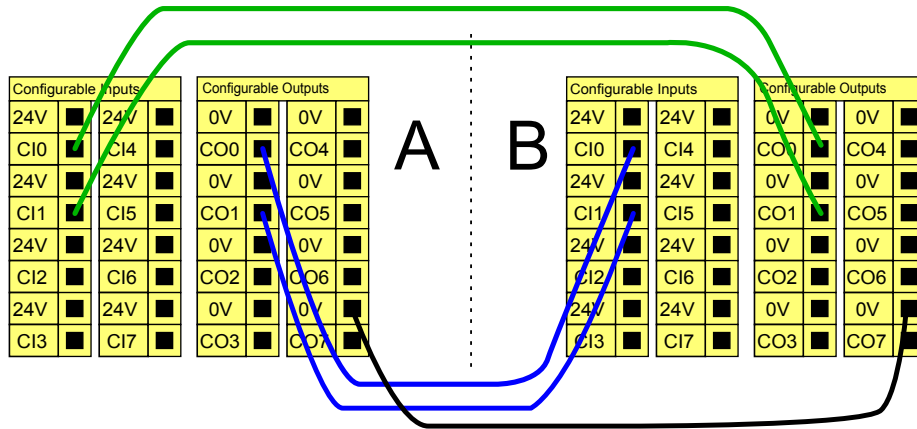 Configurable Inputs Configurable Outputs Configurable Inputs Configurable Outputs
24V 24V 0V 0V 24V 24V 0V 0V
CI0 CI4 CO0 CO4 A B CI0 CI4 CO0 CO4
24V 24V 0V 0V 24V 24V 0V 0V
CI1 CI5 CO1 CO5 CI1 CI5 CO1 CO5
24V 24V 0V 0V 24V 24V 0V 0V
CI2 CI6 CO2 CO6 CI2 CI6 CO2 CO6
24V 24V 0V 0V 24V 24V 0V 0V
CI3 CI7 CO3 CO7 CI3 CI7 CO3 CO7